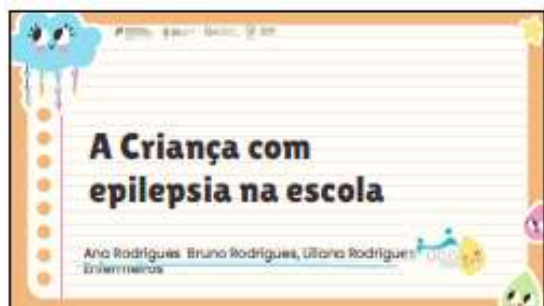 A Criança com
epilepsia na escola
Ana Rodrigues Bruno Rodrigues, Liliana Rodrigues
Enfermeiros